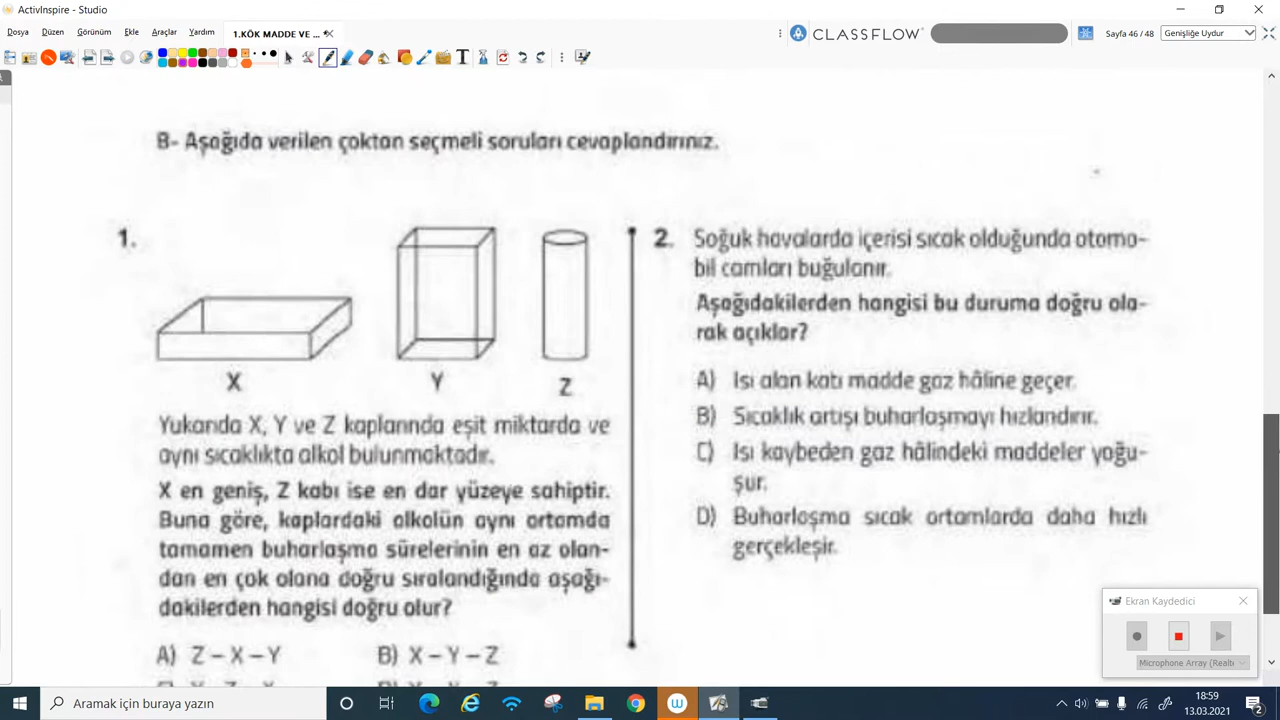 ActivInspire - Studio
Dosya Düzen Görünüm Ekle Araçlar Yardım
1.KÖK MADDE VE ...
CLASSFLOW
Sayfa 46 / 48
Genişliğe Uydur
B- Aşağıda verilen çoktan seçmeli soruları cevaplandırınız.
1.
X
Y
Z
Yukarıda X, Y ve Z kaplarında eşit miktarda ve
aynı sıcaklıkta alkol bulunmaktadır.
X en geniş, Z kabı ise en dar yüzeye sahiptir.
Buna göre, kaplardaki alkolün aynı ortamda
tamamen buharlaşma sürelerinin en az olan-
dan en çok olana doğru sıralandığında aşağı-
dakilerden hangisi doğru olur?
A) Z – X – Y
B) X – Y – Z
2. Soğuk havalarda içerisi sıcak olduğunda otomo-
bil camları buğulanır.
Aşağıdakilerden hangisi bu duruma doğru ola-
rak açıklar?
A) Isı alan katı madde gaz hâline geçer.
B) Sıcaklık artışı buharlaşmayı hızlandırır.
C) Isı kaybeden gaz hâlindeki maddeler yoğu-
şur.
D) Buharlaşma sıcak ortamlarda daha hızlı
gerçekleşir.
Ekran Kaydedici
Microphone Array (Realte
Aramak için buraya yazın
18:59
13.03.2021
2